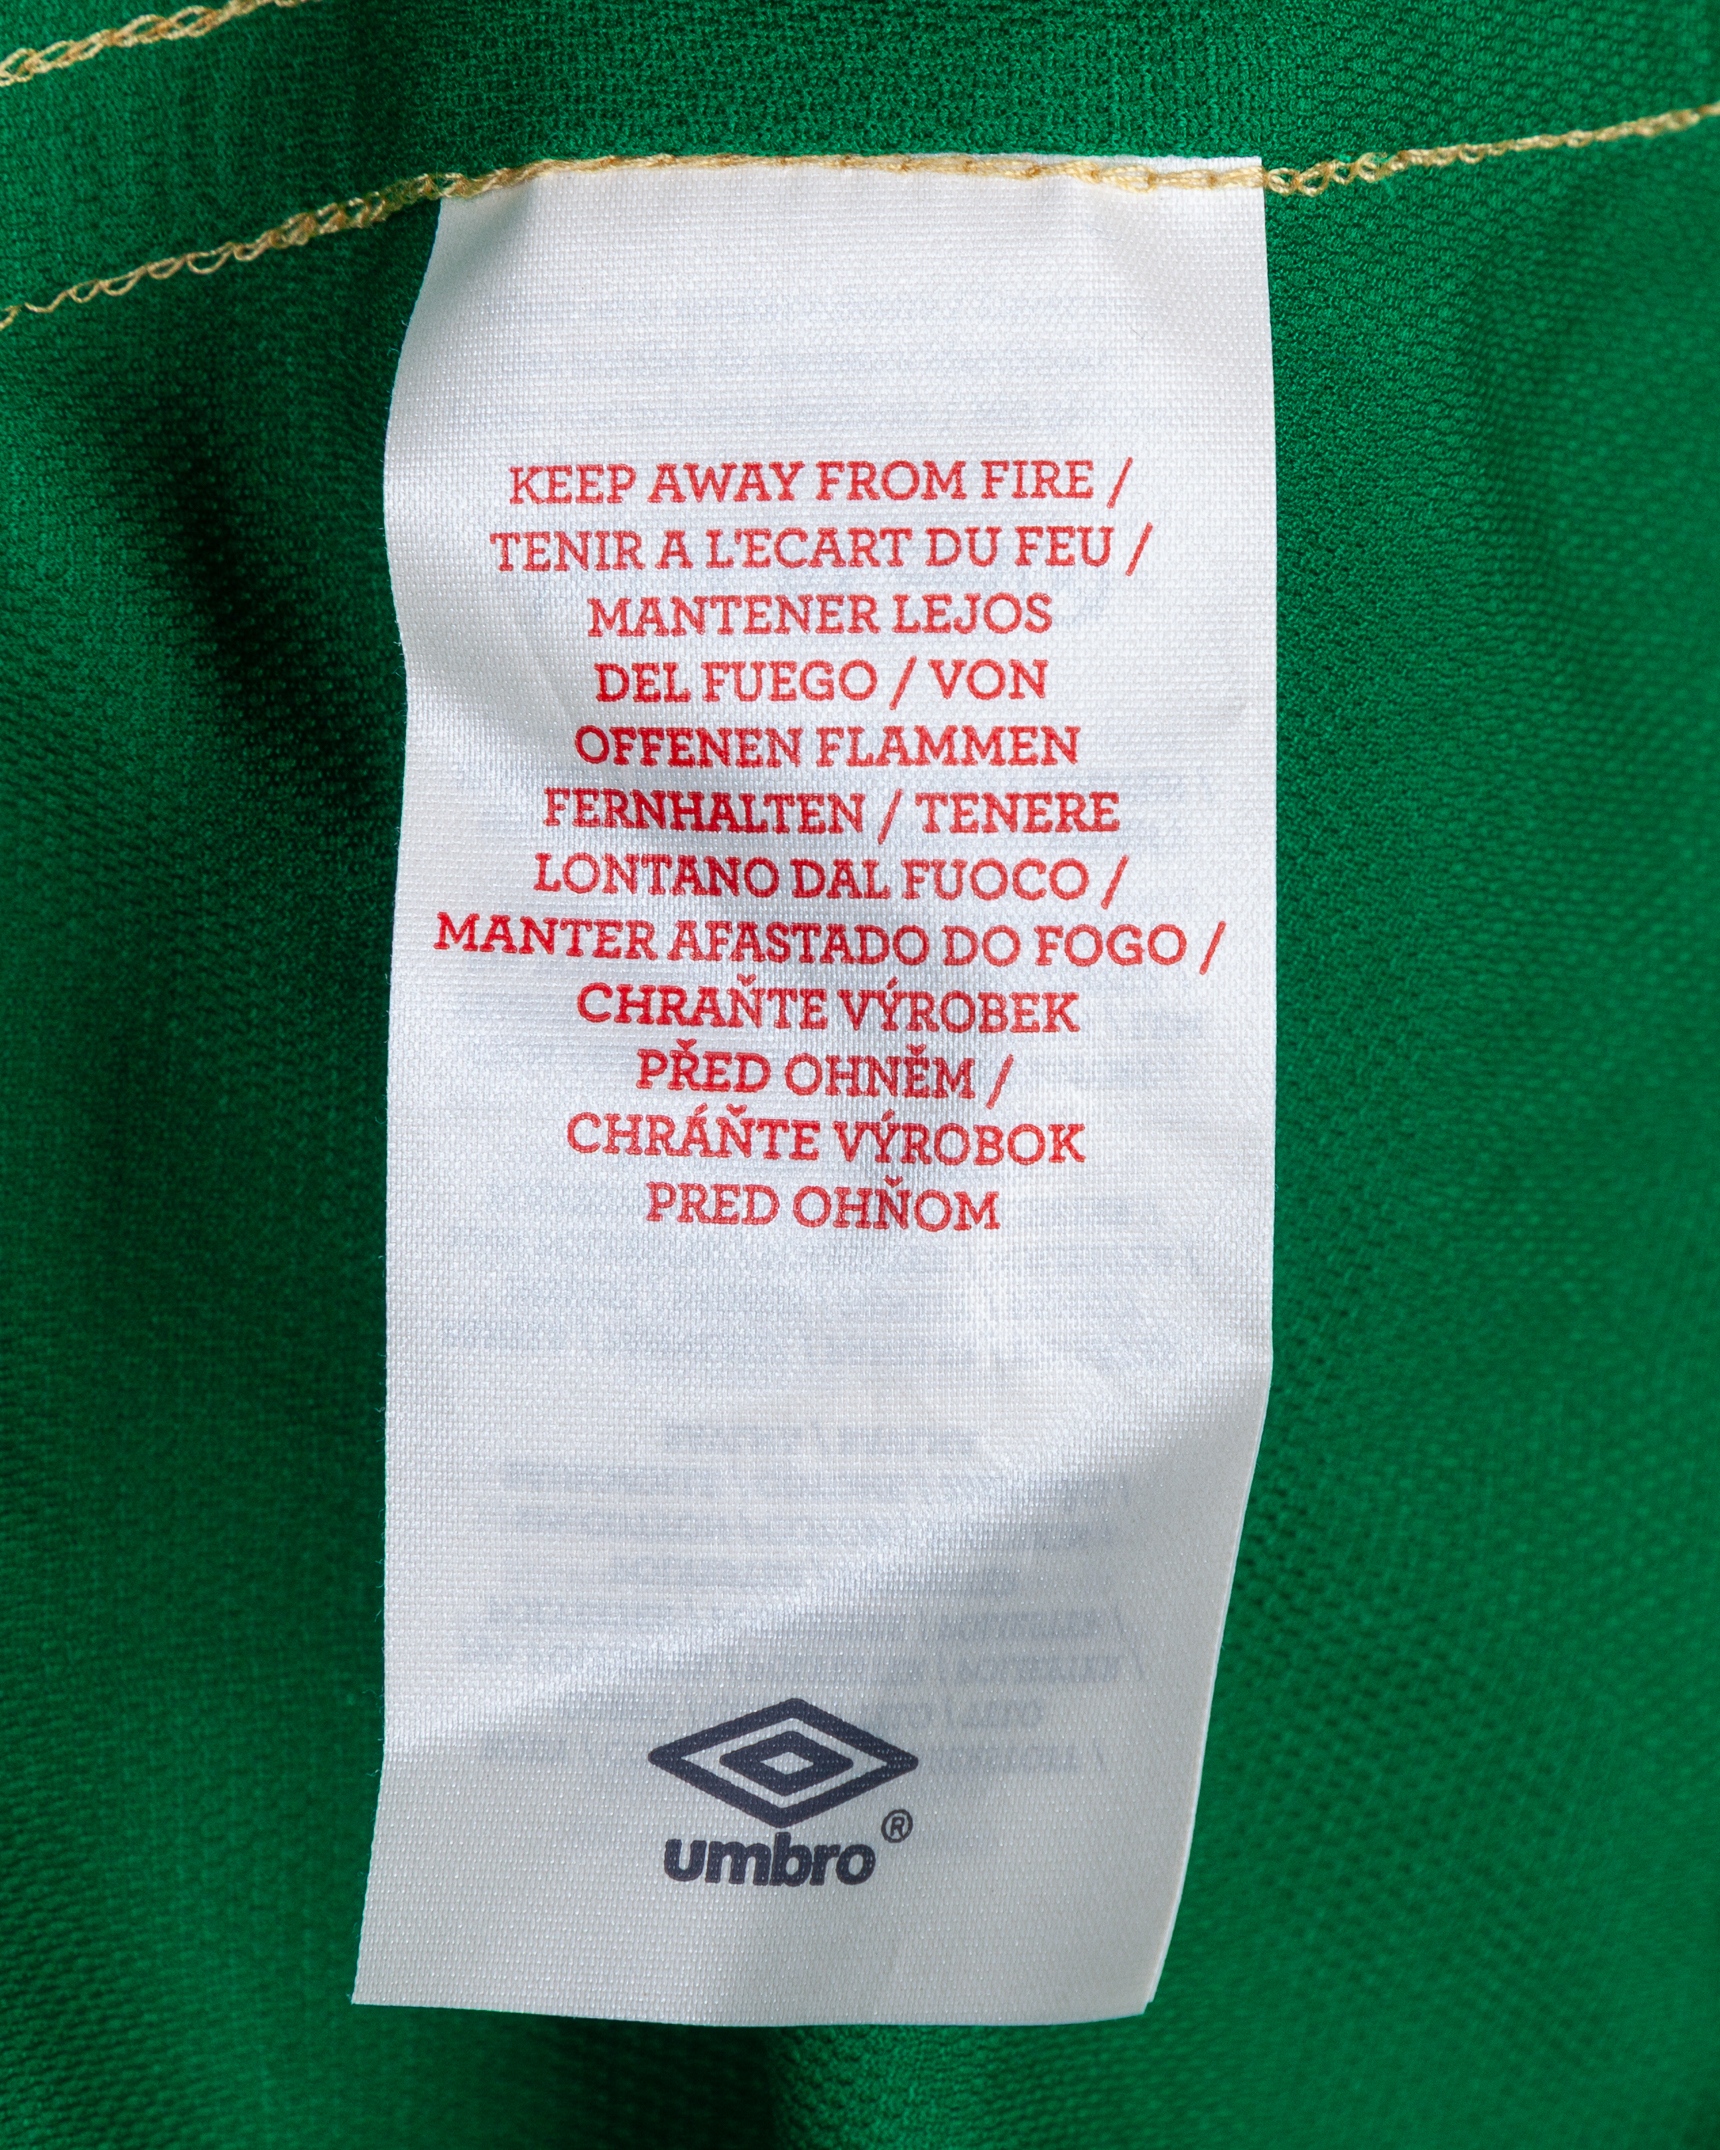 KEEP AWAY FROM FIRE /
TENIR A L'ECART DU FEU /
MANTENER LEJOS
DEL FUEGO / VON
OFFENEN FLAMMEN
FERNHALTEN / TENERE
LONTANO DAL FUOCO /
MANTER AFASTADO DO FOGO /
CHRAŇTE VÝROBEK
PŘED OHNĚM /
CHRÁŇTE VÝROBOK
PRED OHŇOM
umbro®